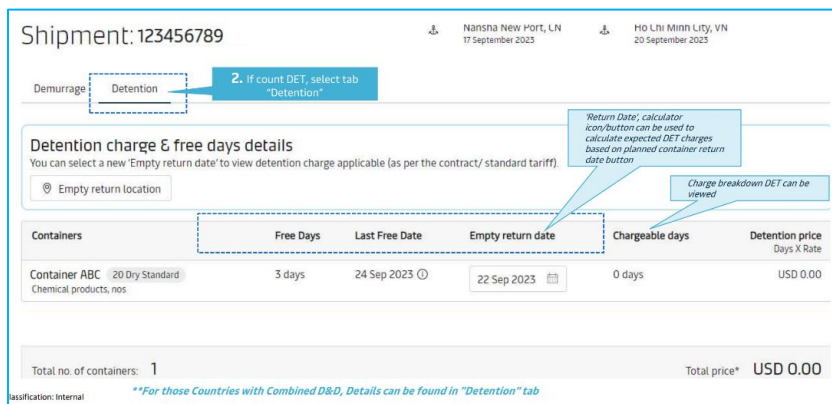 Shipment: 123456789
Nansha New Port, CN
17 September 2023
Ho Chi Minh City, VN
20 September 2023
Demurrage
Detention
2. If count DET, select tab
"Detention"
'Return Date', calculator
icon/button can be used to
calculate expected DET charges
based on planned container return
date button
Detention charge & free days details
You can select a new 'Empty return date' to view detention charge applicable (as per the contract/ standard tariff).
Empty return location
Charge breakdown DET can be
viewed
Containers Free Days Last Free Date Empty return date Chargeable days Detention price
Days X Rate
Container ABC 20 Dry Standard 3 days 24 Sep 2023 22 Sep 2023 0 days USD 0.00
Chemical products, nos
Total no. of containers: 1 Total price* USD 0.00
**For those Countries with Combined D&D, Details can be found in "Detention" tab
lassification: Internal